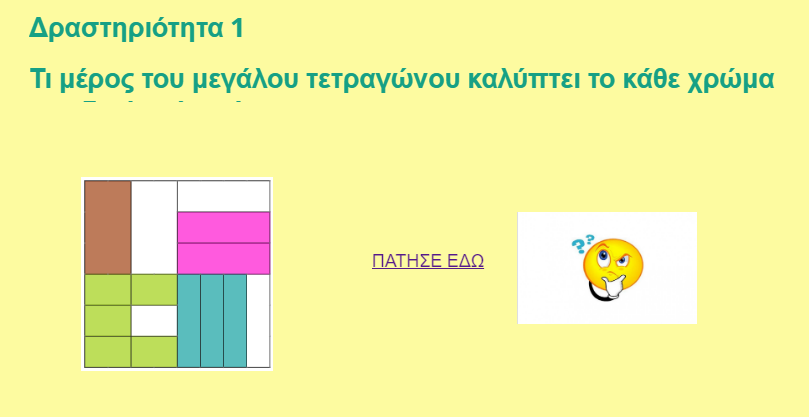 Δραστηριότητα 1
Τι μέρος του μεγάλου τετραγώνου καλύπτει το κάθε χρώμα
ΠΑΤΗΣΕ ΕΔΩ
??